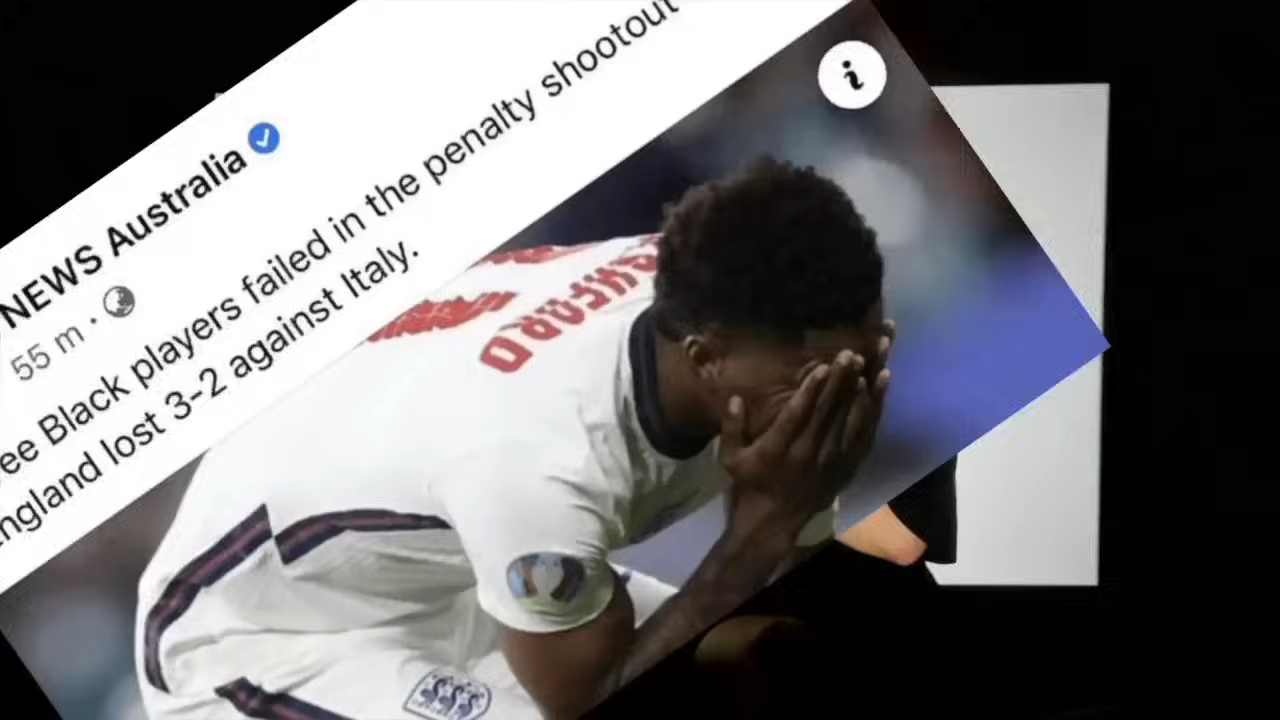 NEWS Australia
55 m
Black players failed in the penalty shootout
lost 3-2 against Italy.